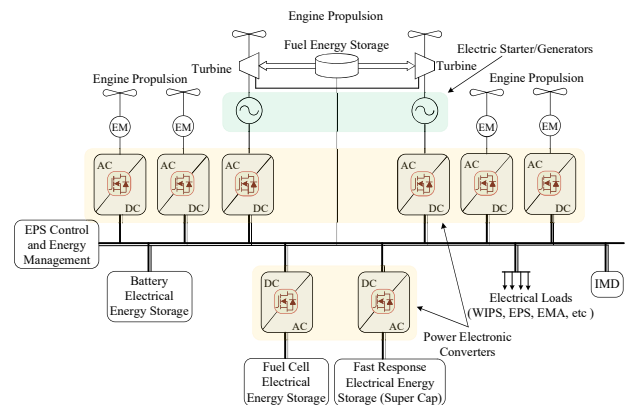 Engine Propulsion
Fuel Energy Storage
Electric Starter/Generators
Turbine
Turbine
Engine Propulsion
Engine Propulsion
EM
EM
EM
EM
AC
DC
AC
DC
AC
DC
AC
DC
AC
DC
AC
DC
EPS Control
and Energy
Management
Battery
Electrical
Energy Storage
DC
AC
DC
AC
Electrical Loads
(WIPS, EPS, EMA, etc )
IMD
Power Electronic
Converters
Fuel Cell
Electrical
Energy Storage
Fast Response
Electrical Energy
Storage (Super Cap)